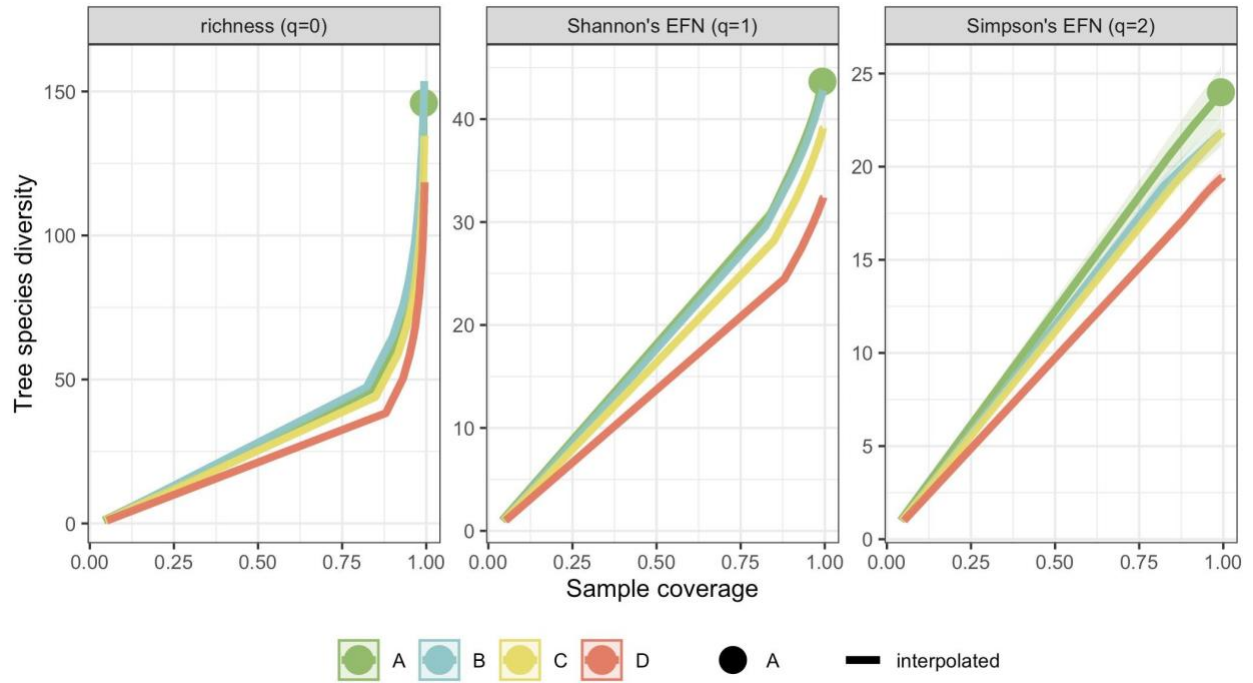 richness (q=0)
Shannon's EFN (q=1)
Simpson's EFN (q=2)
Tree species diversity
150
100
50
0
40
30
20
10
0
25
20
15
10
5
0
0.00 0.25 0.50 0.75 1.00
0.00 0.25 0.50 0.75 1.00
0.00 0.25 0.50 0.75 1.00
Sample coverage
A B C D A interpolated